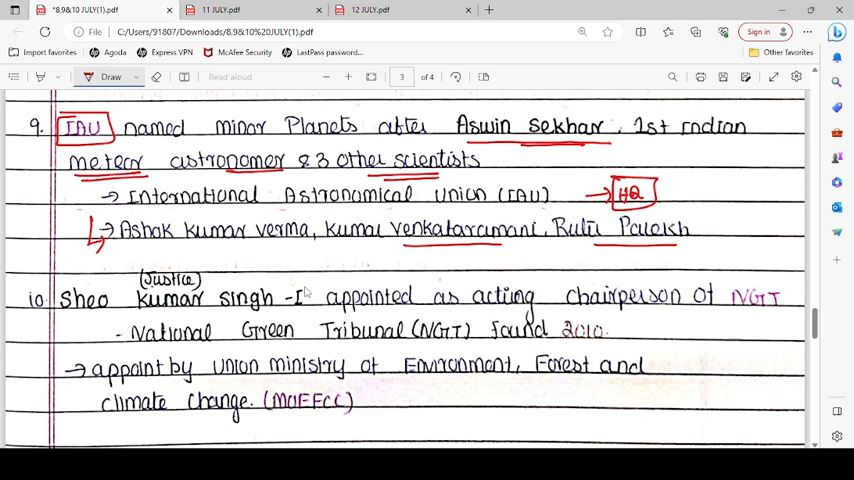 *8,9&10 JULY(1).pdf
11 JULY.pdf
12 JULY.pdf
File
C:/Users/91807/Downloads/8,9&10%20JULY(1).pdf
Sign in
Import favorites
Agoda
Express VPN
McAfee Security
LastPass password...
Other favorites
Draw
Read aloud
3
of 4
9. IAU named minor Planets after Aswin Sekhar, 1st Indian
meteor astronomer & 3 other scientists
→ International Astronomical Union (IAU) → HQ
→ Ashok kumar verma, Kumar Venkataramani, Rutu Parekh
(Justice)
10. Sheo kumar singh -I appointed as acting chairperson of NGT
- National Green Tribunal (NGT) found 2010.
→ appoint by union ministry of Environment, Forest and
climate change. (MOEFCC)